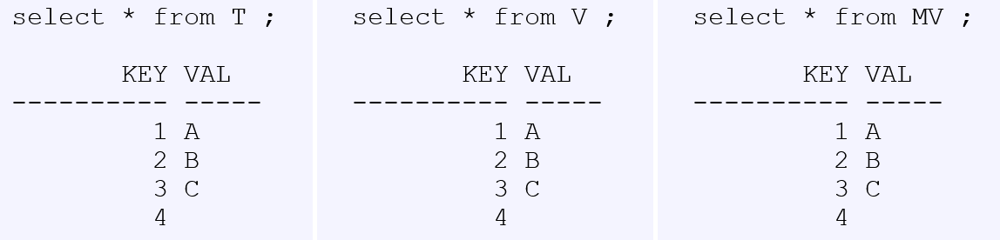 select * from T ;
KEY VAL
---------- -----
1 A
2 B
3 C
4
select * from V ;
KEY VAL
---------- -----
1 A
2 B
3 C
4
select * from MV ;
KEY VAL
---------- -----
1 A
2 B
3 C
4